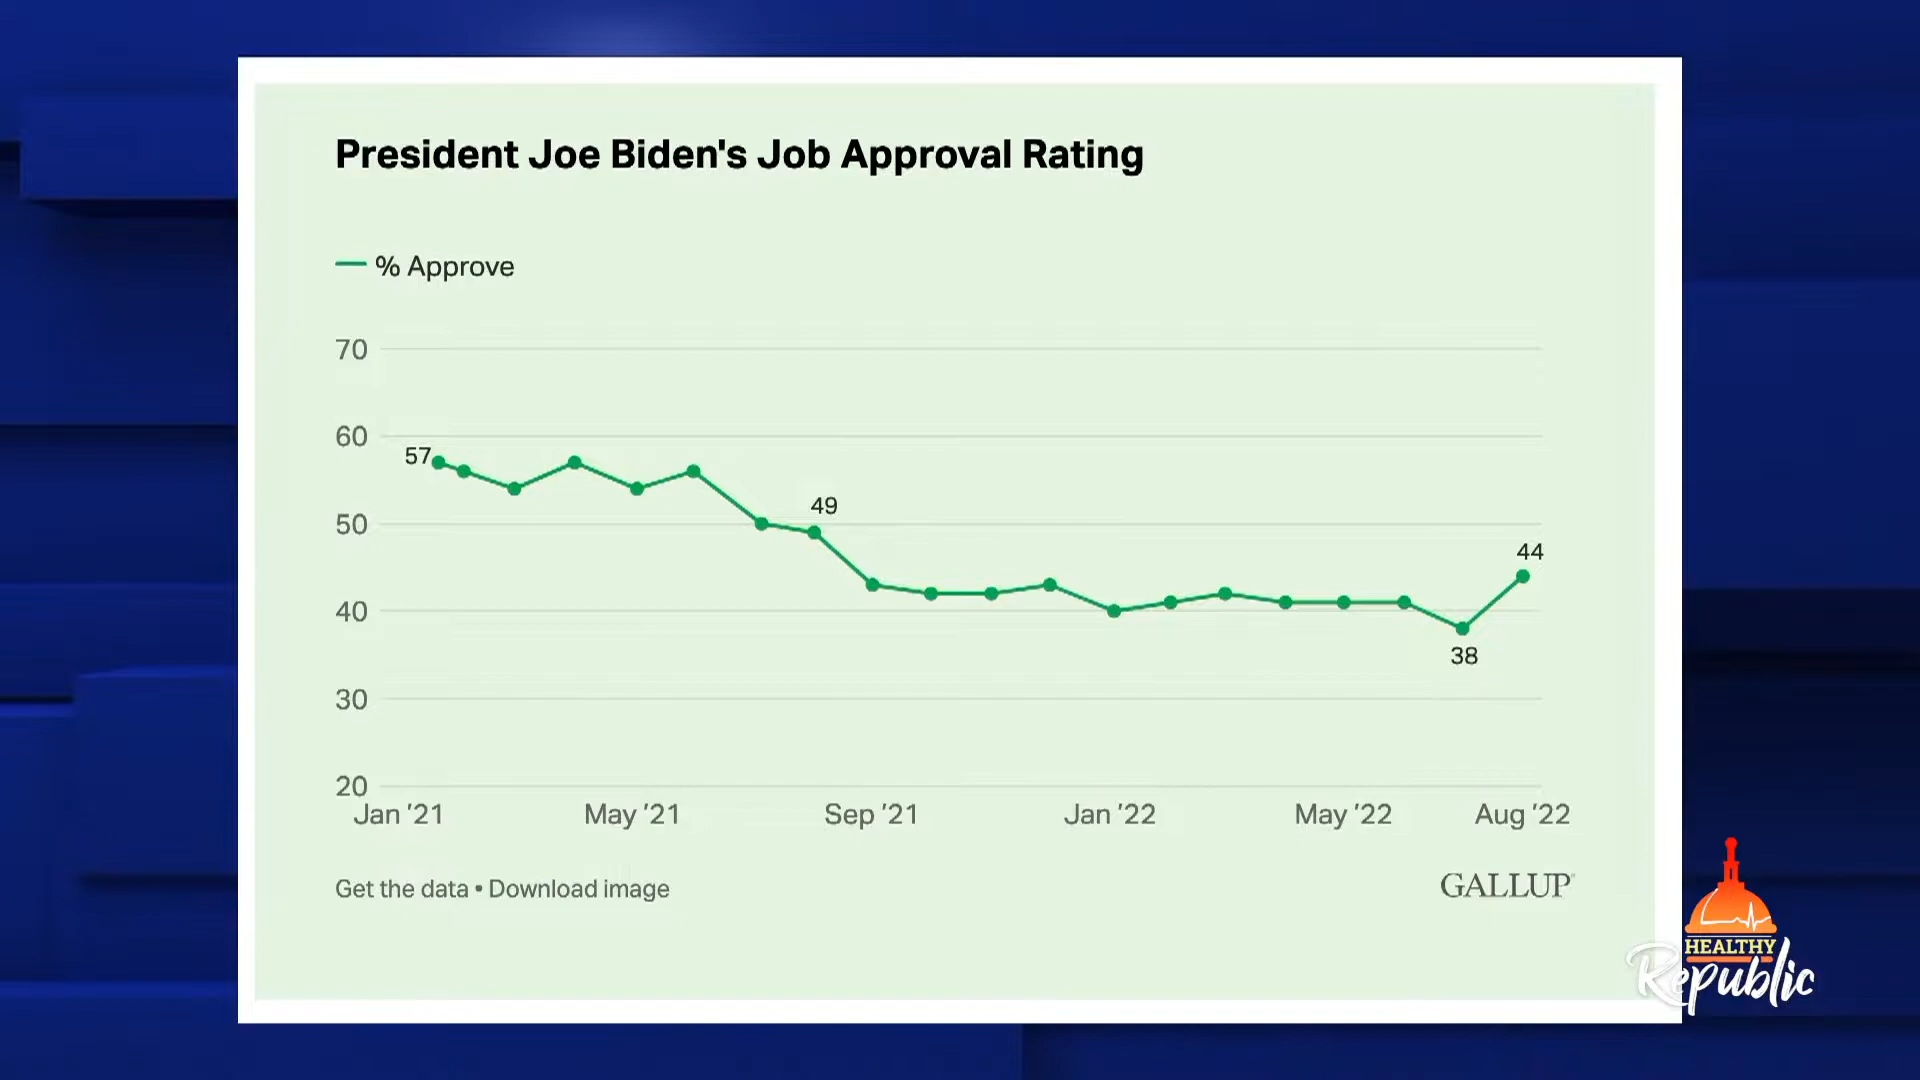 President Joe Biden's Job Approval Rating
% Approve
70
60
57
49
50
44
40
38
30
20
Jan '21 May '21 Sep '21 Jan '22 May '22 Aug '22
Get the data • Download image
GALLUP®
HEALTHY
Republic